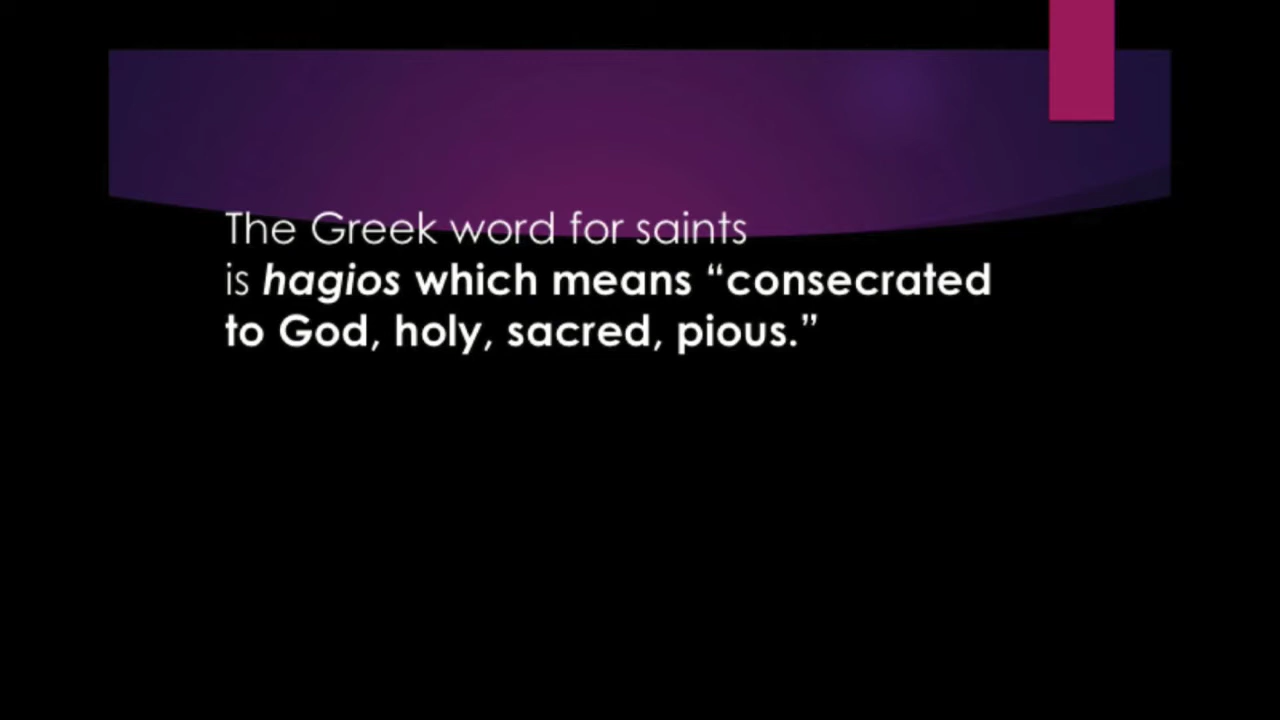 The Greek word for saints
is hagios which means “consecrated
to God, holy, sacred, pious.”